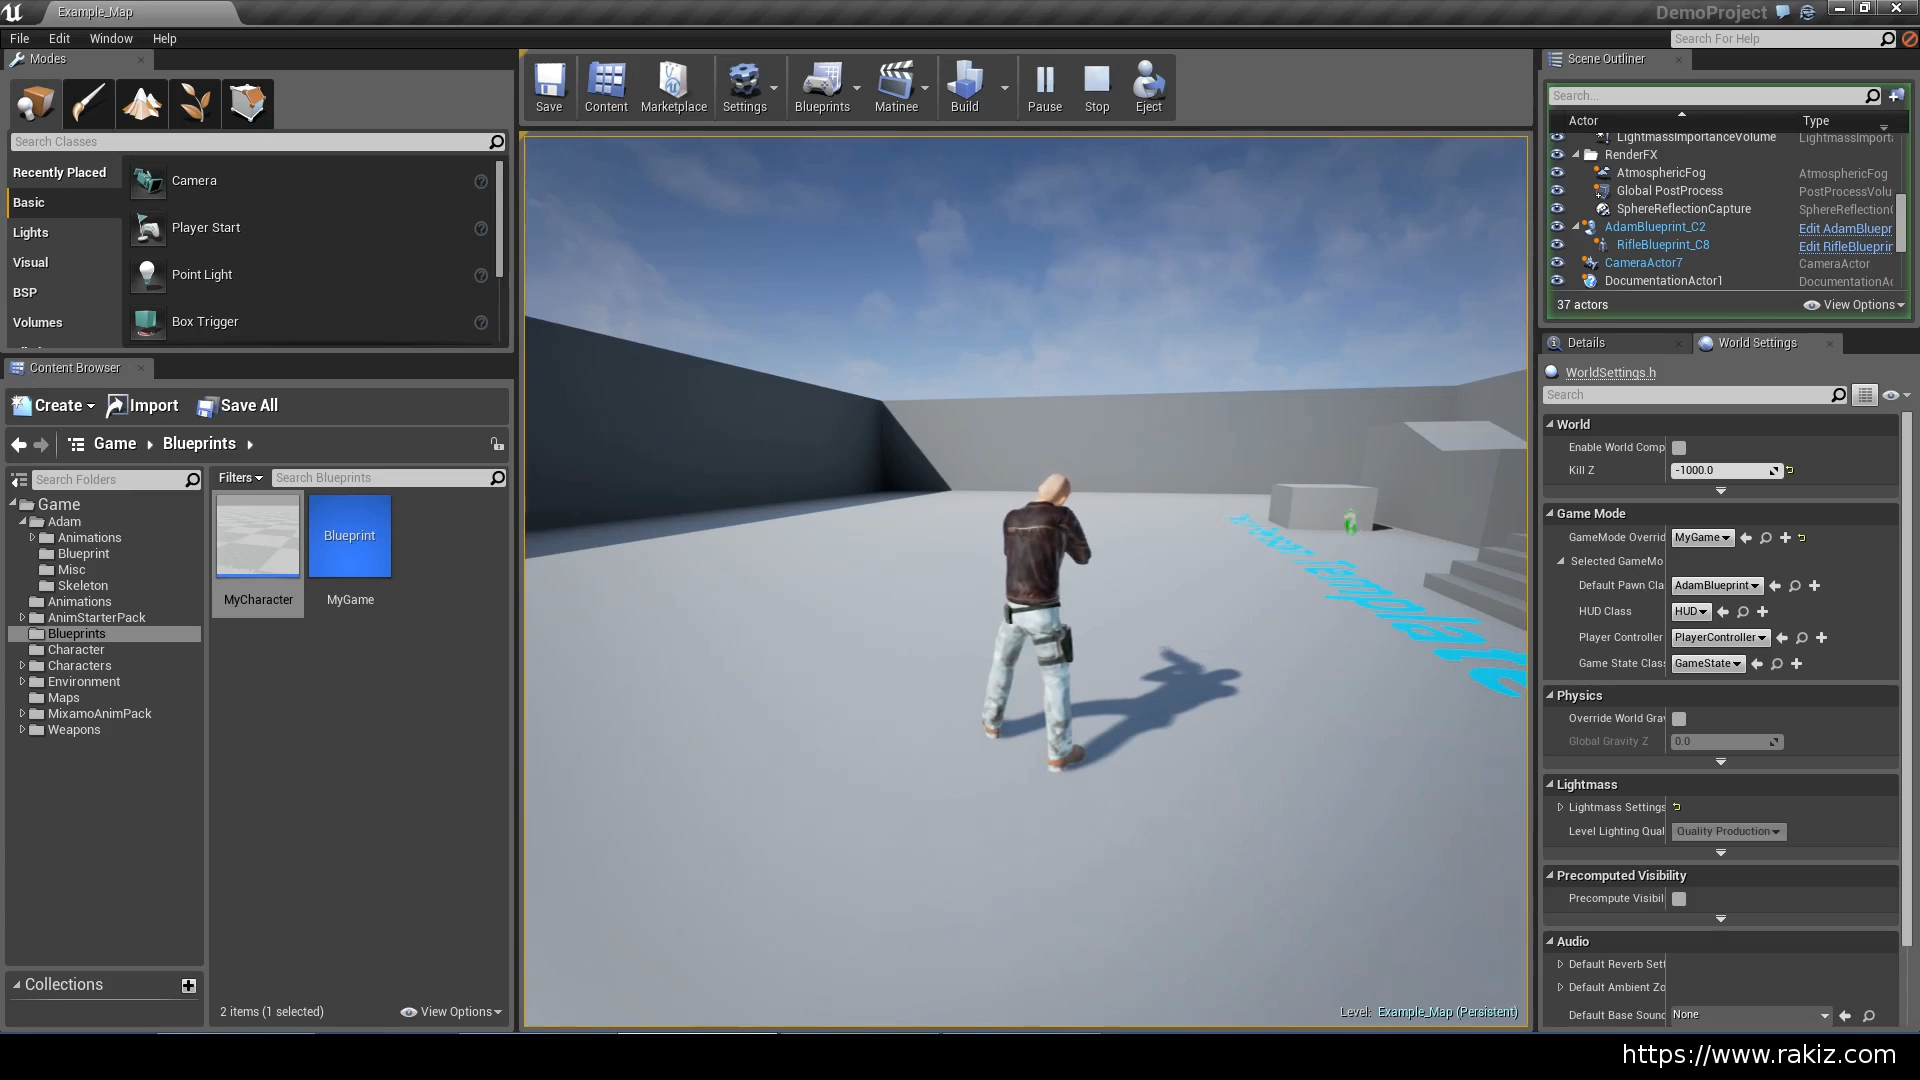 Example_Map
DemoProject
File Edit Window Help
Search For Help
Modes
Search Classes
Recently Placed
Basic
Lights
Visual
BSP
Volumes
Camera
Player Start
Point Light
Box Trigger
Content Browser
Create Import Save All
Game Blueprints
Search Folders
Game
Adam
Animations
Blueprint
Misc
Skeleton
Animations
AnimStarterPack
Blueprints
Character
Characters
Environment
Maps
MixamoAnimPack
Weapons
Collections
Filters Search Blueprints
Blueprint
MyCharacter MyGame
2 items (1 selected) View Options
Save Content Marketplace Settings Blueprints Matinee Build Pause Stop Eject
Level: Example_Map (Persistent)
Scene Outliner
Search...
Actor Type
LightmassImportanceVolume LightmassImport
RenderFX
AtmosphericFog AtmosphericFog
Global PostProcess PostProcessVolu
SphereReflectionCapture SphereReflection
AdamBlueprint_C2 Edit AdamBluepr
RifleBlueprint_C8 Edit RifleBlueprin
CameraActor7 CameraActor
DocumentationActor1 DocumentationAc
37 actors View Options
Details World Settings
WorldSettings.h
Search
World
Enable World Comp
Kill Z -1000.0
Game Mode
GameMode Overrid MyGame
Selected GameMo
Default Pawn Cla AdamBlueprint
HUD Class HUD
Player Controller PlayerController
Game State Clas GameState
Physics
Override World Gra
Global Gravity Z 0.0
Lightmass
Lightmass Settings
Level Lighting Qual Quality Production
Precomputed Visibility
Precompute Visibil
Audio
Default Reverb Sett
Default Ambient Zo
Default Base Sound None
https://www.rakiz.com